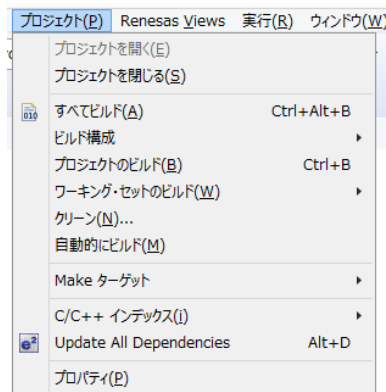 プロジェクト(P) Renesas Views 実行(R) ウィンドウ(W)
プロジェクトを開く(E)
プロジェクトを閉じる(S)
010 すべてビルド(A) Ctrl+Alt+B
ビルド構成
プロジェクトのビルド(B) Ctrl+B
ワーキング・セットのビルド(W)
クリーン(N)...
自動的にビルド(M)
Make ターゲット
C/C++ インデックス(i)
e² Update All Dependencies Alt+D
プロパティ(P)